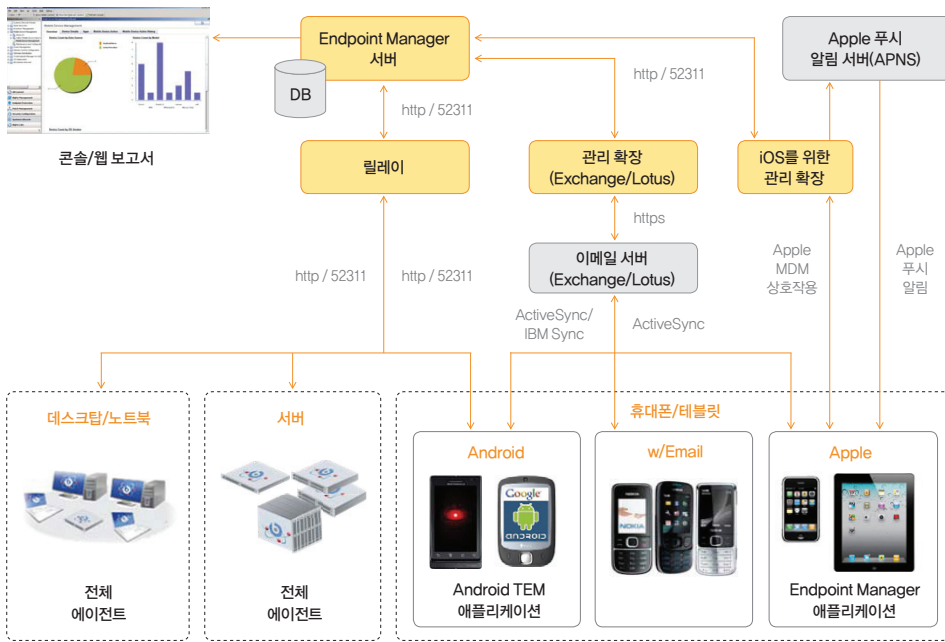 Endpoint Manager
서버
DB
Apple 푸시
알림 서버(APNS)
http / 52311
http / 52311
http / 52311
콘솔/웹 보고서
릴레이
관리 확장
(Exchange/Lotus)
iOS를 위한
관리 확장
https
이메일 서버
(Exchange/Lotus)
http / 52311
http / 52311
Apple
MDM
상호작용
Apple
푸시
알림
ActiveSync/
IBM Sync
ActiveSync
데스크탑/노트북
서버
휴대폰/테블릿
Android
w/Email
Apple
Google
ANDROID
NOKIA
전체
에이전트
전체
에이전트
Android TEM
애플리케이션
Endpoint Manager
애플리케이션